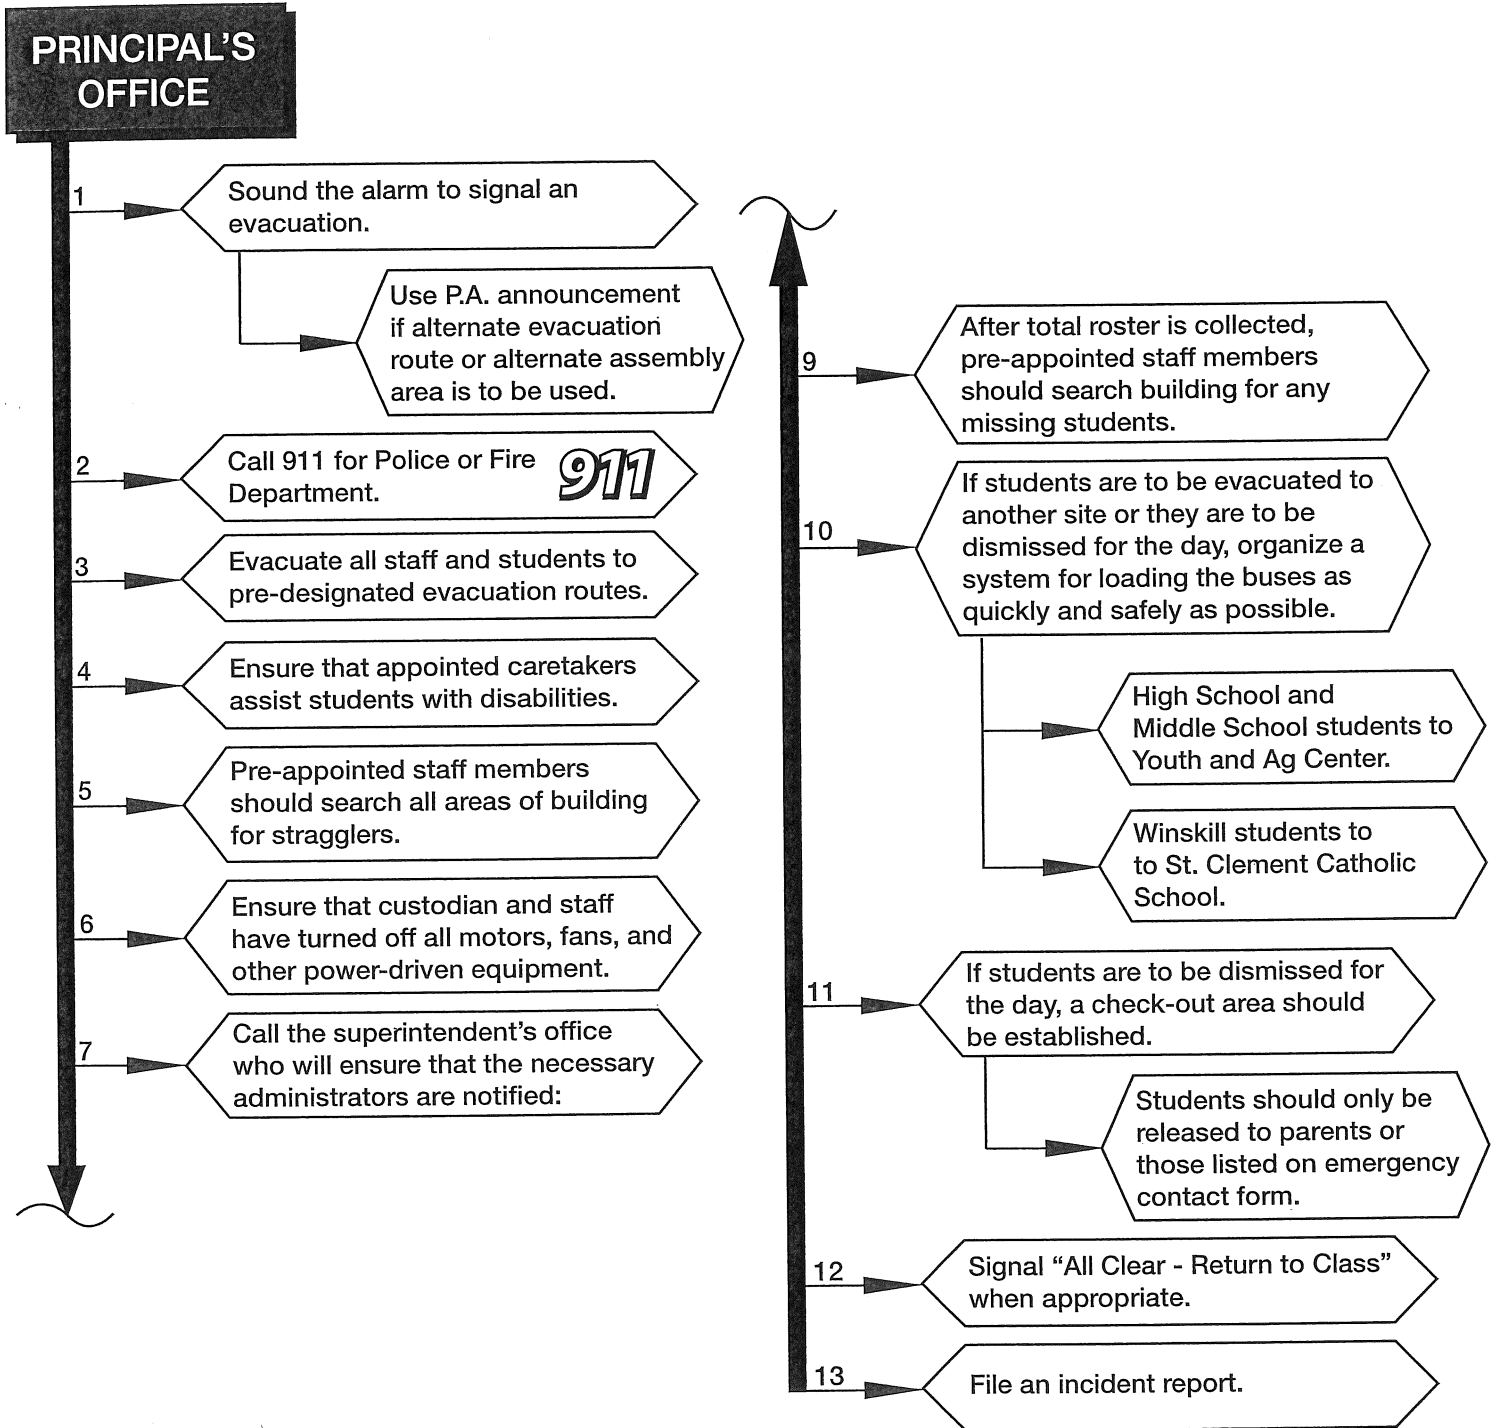 PRINCIPAL'S
OFFICE
1
Sound the alarm to signal an
evacuation.
Use P.A. announcement
if alternate evacuation
route or alternate assembly
area is to be used.
2
Call 911 for Police or Fire
Department.
911
3
Evacuate all staff and students to
pre-designated evacuation routes.
4
Ensure that appointed caretakers
assist students with disabilities.
5
Pre-appointed staff members
should search all areas of building
for stragglers.
6
Ensure that custodian and staff
have turned off all motors, fans, and
other power-driven equipment.
7
Call the superintendent's office
who will ensure that the necessary
administrators are notified:
9
After total roster is collected,
pre-appointed staff members
should search building for any
missing students.
10
If students are to be evacuated to
another site or they are to be
dismissed for the day, organize a
system for loading the buses as
quickly and safely as possible.
High School and
Middle School students to
Youth and Ag Center.
Winskill students to
to St. Clement Catholic
School.
11
If students are to be dismissed for
the day, a check-out area should
be established.
Students should only be
released to parents or
those listed on emergency
contact form.
12
Signal “All Clear - Return to Class”
when appropriate.
13
File an incident report.